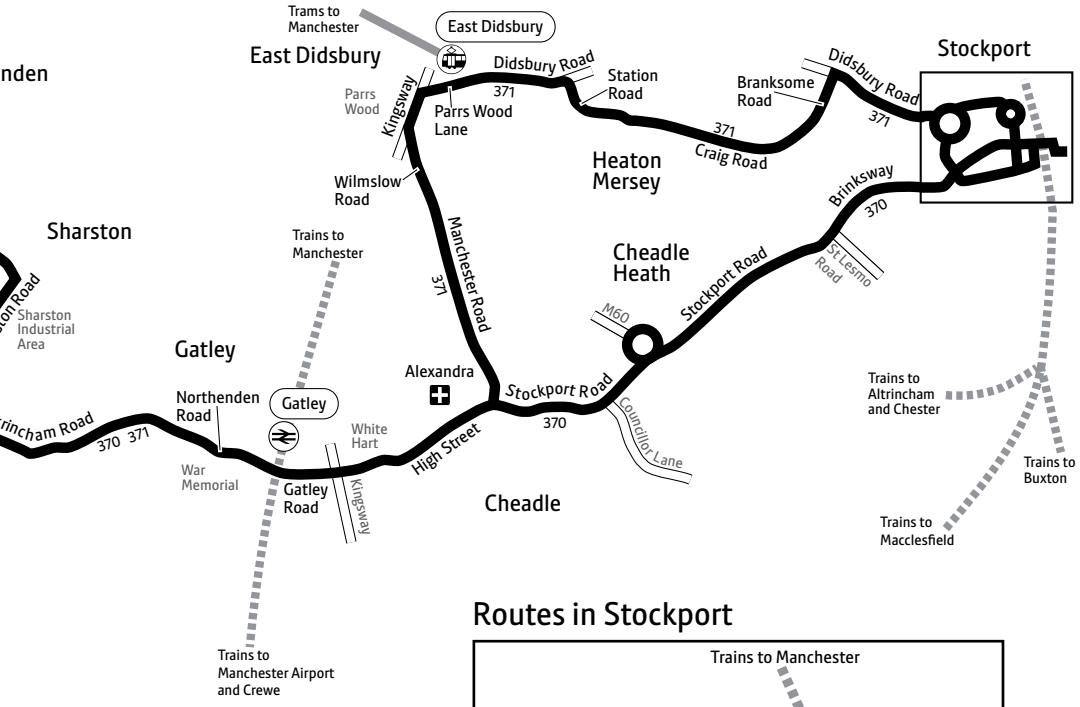 Trams to
Manchester
East Didsbury
East Didsbury
Stockport
nden
Didsbury Road
371
Station
Road
Branksome
Road
Didsbury Road
371
Parrs
Wood
Kingsway
Parrs Wood
Lane
371
Craig Road
Heaton
Mersey
Wilmslow
Road
Brinksway
370
Sharston
Trains to
Manchester
Manchester Road
371
Cheadle
Heath
Stockport Road
St Lesmo
Road
ston Road
Sharston
Industrial
Area
M60
Gatley
Alexandra
Northenden
Road
Gatley
Stockport Road
370
Trains to
Altrincham
and Chester
trincham Road
370 371
White
Hart
High Street
Councillor Lane
War
Memorial
Gatley
Road
Kingsway
Cheadle
Trains to
Buxton
Trains to
Macclesfield
Trains to
Manchester Airport
and Crewe
Routes in Stockport
Trains to Manchester